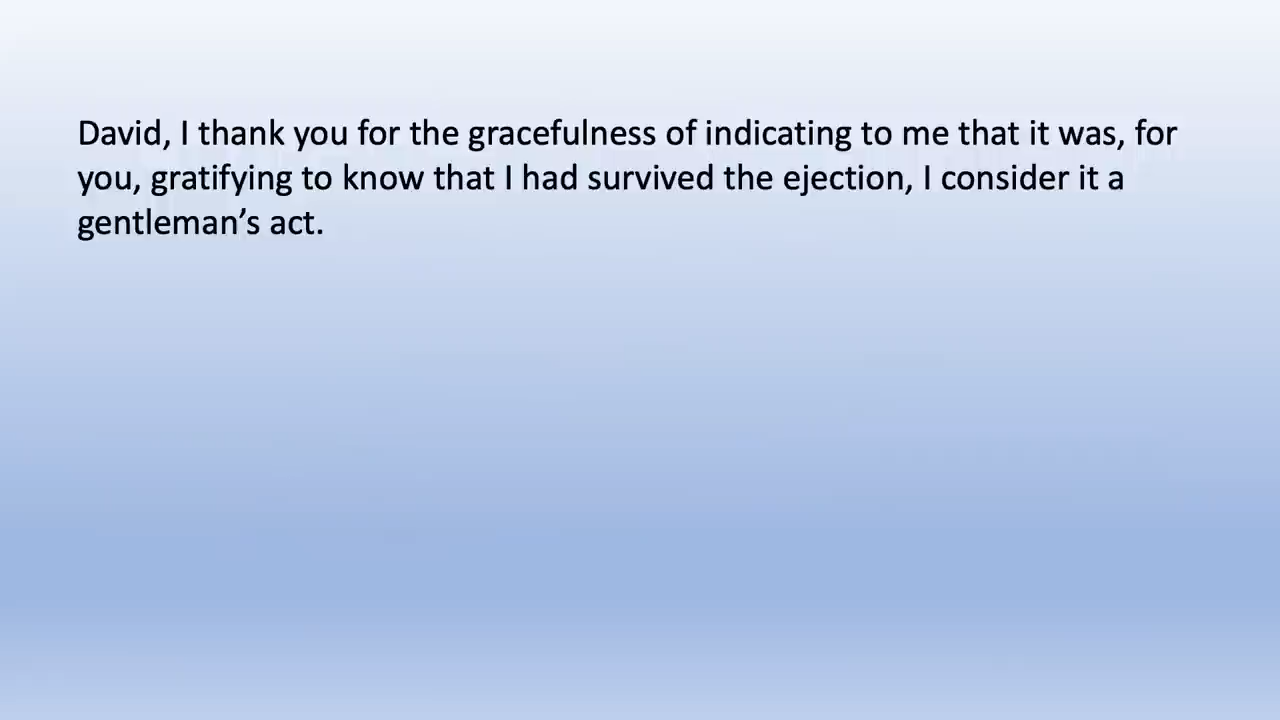 David, I thank you for the gracefulness of indicating to me that it was, for
you, gratifying to know that I had survived the ejection, I consider it a
gentleman’s act.